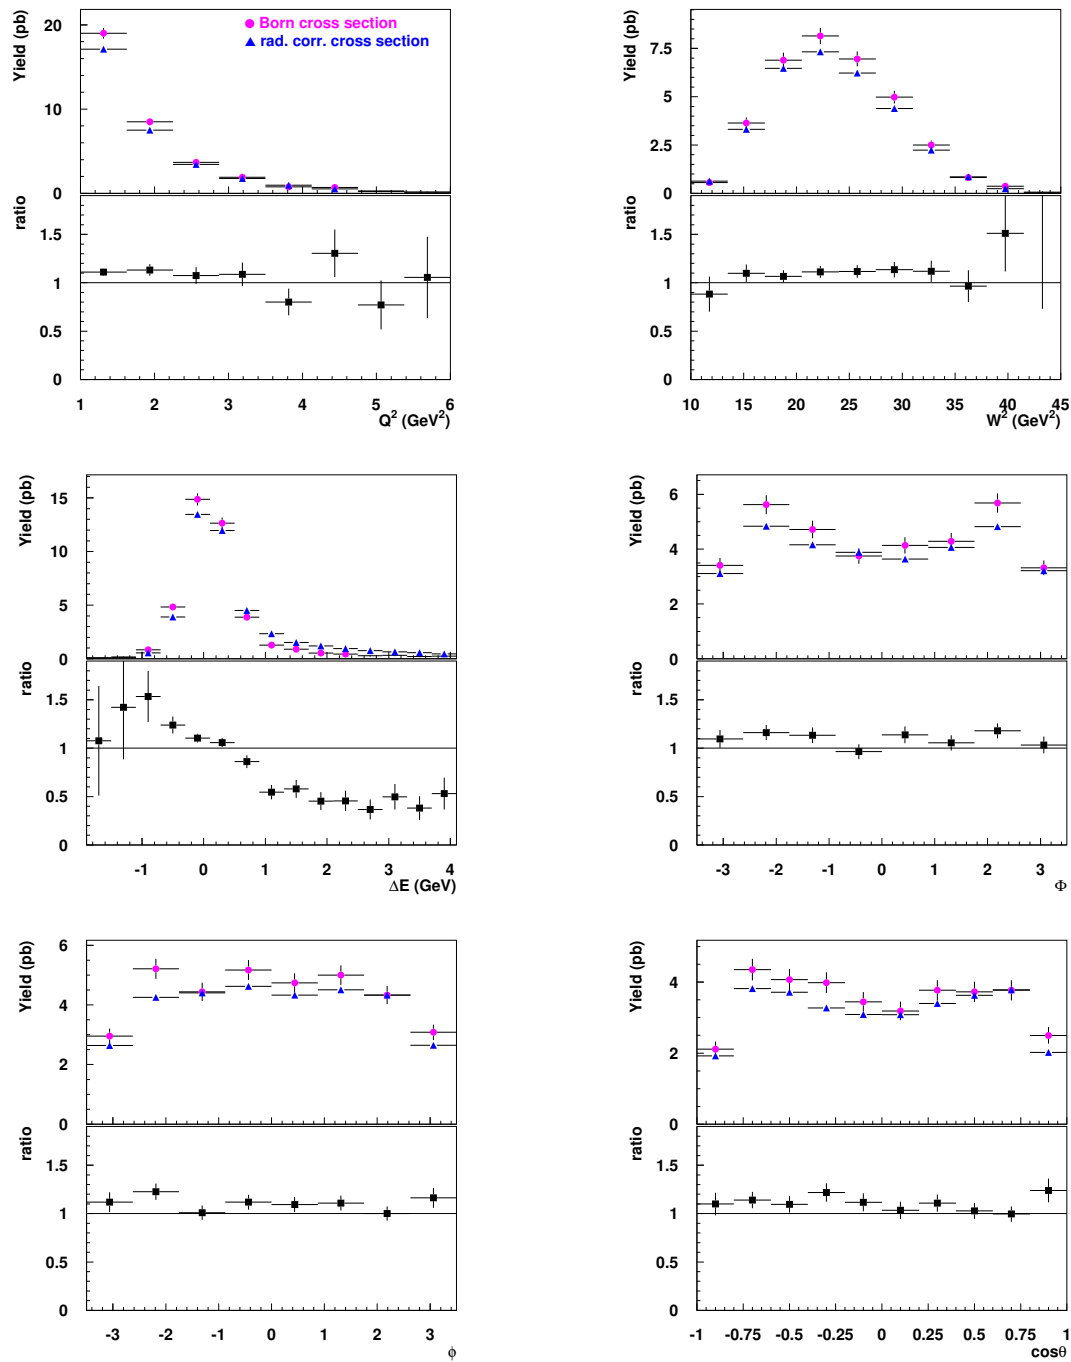 Yield (pb)
20
10
0
Born cross section
rad. corr. cross section
ratio
1.5
1
0.5
0
1 2 3 4 5 6
Q² (GeV²)
Yield (pb)
7.5
5
2.5
0
ratio
1.5
1
0.5
0
10 15 20 25 30 35 40 45
W² (GeV²)
Yield (pb)
15
10
5
0
ratio
1.5
1
0.5
0
-1 0 1 2 3 4
ΔE (GeV)
Yield (pb)
6
4
2
0
ratio
1.5
1
0.5
0
-3 -2 -1 0 1 2 3
Φ
Yield (pb)
6
4
2
0
ratio
1.5
1
0.5
0
-3 -2 -1 0 1 2 3
ϕ
Yield (pb)
4
2
0
ratio
1.5
1
0.5
0
-1 -0.75 -0.5 -0.25 0 0.25 0.5 0.75 1
cosθ